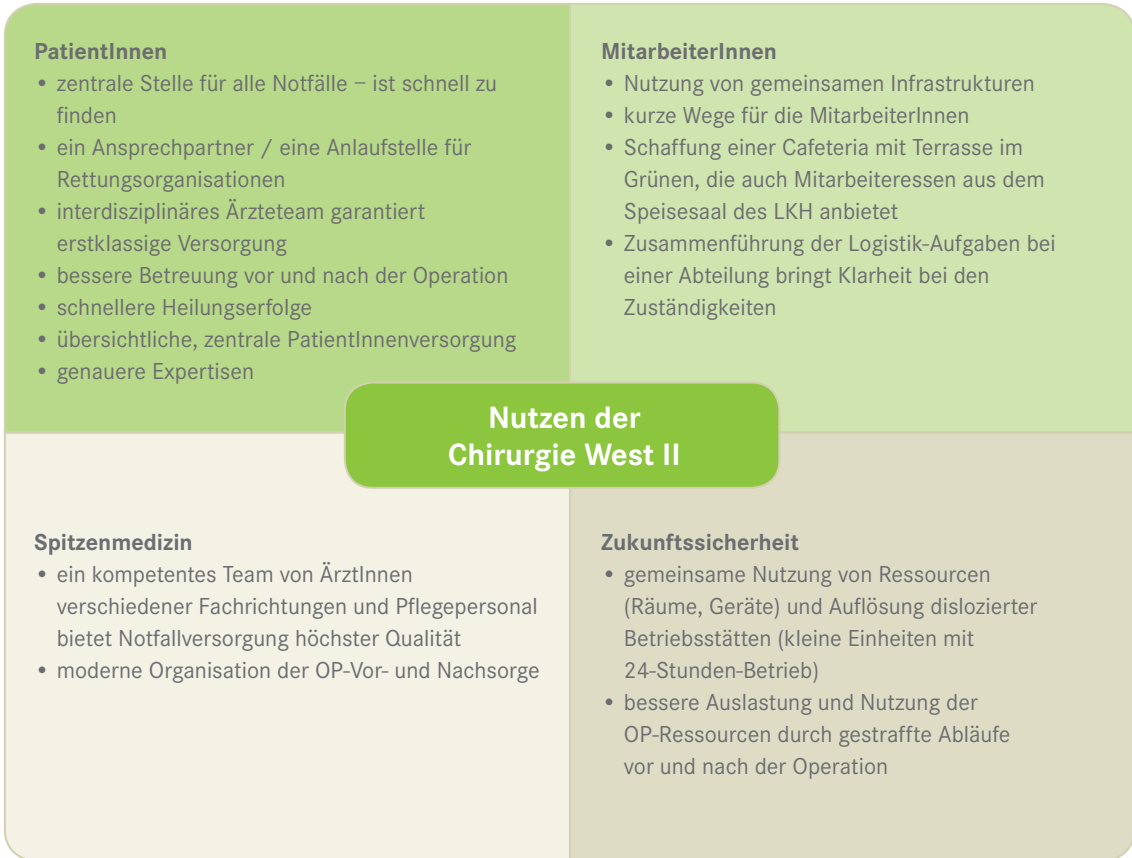 PatientInnen
• zentrale Stelle für alle Notfälle – ist schnell zu
finden
• ein Ansprechpartner / eine Anlaufstelle für
Rettungsorganisationen
• interdisziplinäres Ärzteteam garantiert
erstklassige Versorgung
• bessere Betreuung vor und nach der Operation
• schnellere Heilungserfolge
• übersichtliche, zentrale PatientInnenversorgung
• genauere Expertisen
MitarbeiterInnen
• Nutzung von gemeinsamen Infrastrukturen
• kurze Wege für die MitarbeiterInnen
• Schaffung einer Cafeteria mit Terrasse im
Grünen, die auch Mitarbeiteressen aus dem
Speisesaal des LKH anbietet
• Zusammenführung der Logistik-Aufgaben bei
einer Abteilung bringt Klarheit bei den
Zuständigkeiten
Nutzen der
Chirurgie West II
Spitzenmedizin
• ein kompetentes Team von ÄrztInnen
verschiedener Fachrichtungen und Pflegepersonal
bietet Notfallversorgung höchster Qualität
• moderne Organisation der OP-Vor- und Nachsorge
Zukunftssicherheit
• gemeinsame Nutzung von Ressourcen
(Räume, Geräte) und Auflösung dislozierter
Betriebsstätten (kleine Einheiten mit
24-Stunden-Betrieb)
• bessere Auslastung und Nutzung der
OP-Ressourcen durch gestraffte Abläufe
vor und nach der Operation